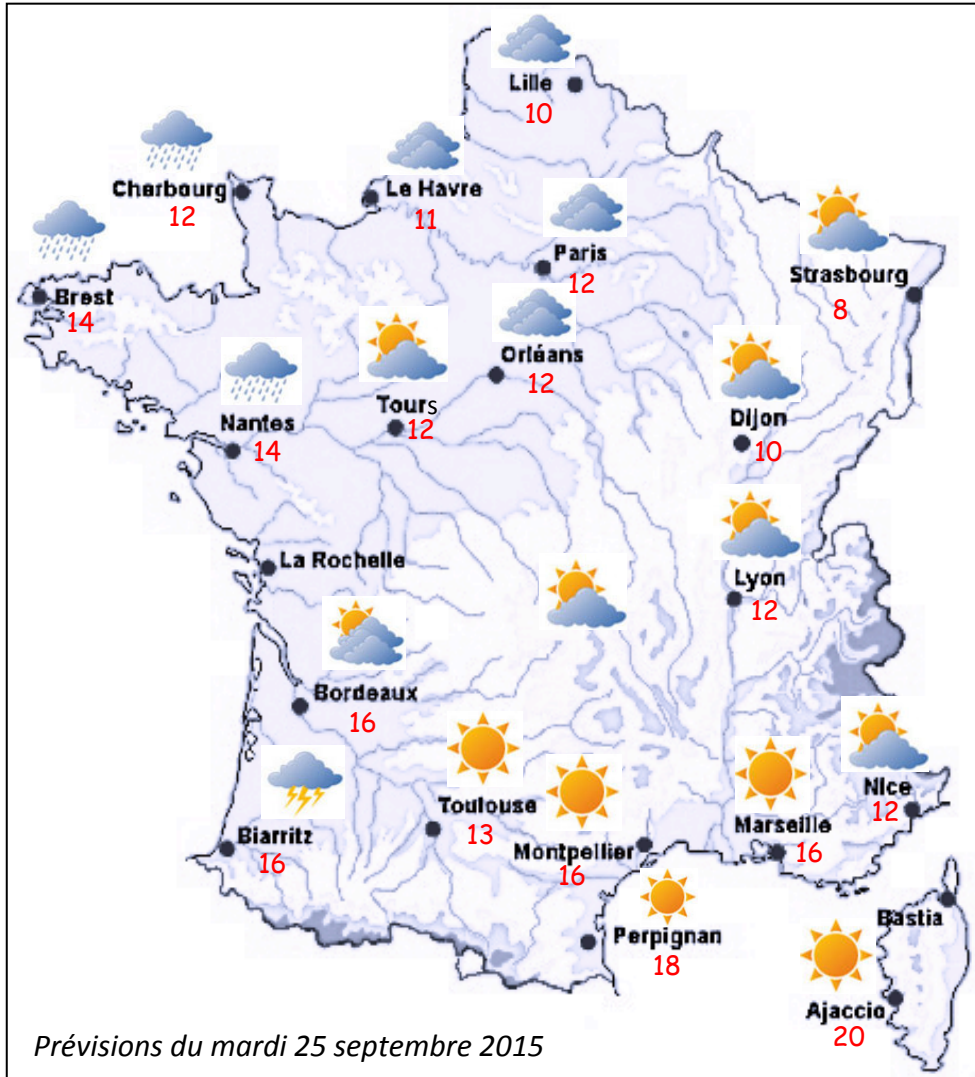 Lille
10
Cherbourg
12
Le Havre
11
Paris
12
Strasbourg
8
Brest
14
Orléans
12
Nantes
14
Tours
12
Dijon
10
La Rochelle
Lyon
12
Bordeaux
16
Toulouse
13
Nice
12
Biarritz
16
Montpellier
16
Marseille
16
Perpignan
18
Bastia
Ajaccio
20
Prévisions du mardi 25 septembre 2015